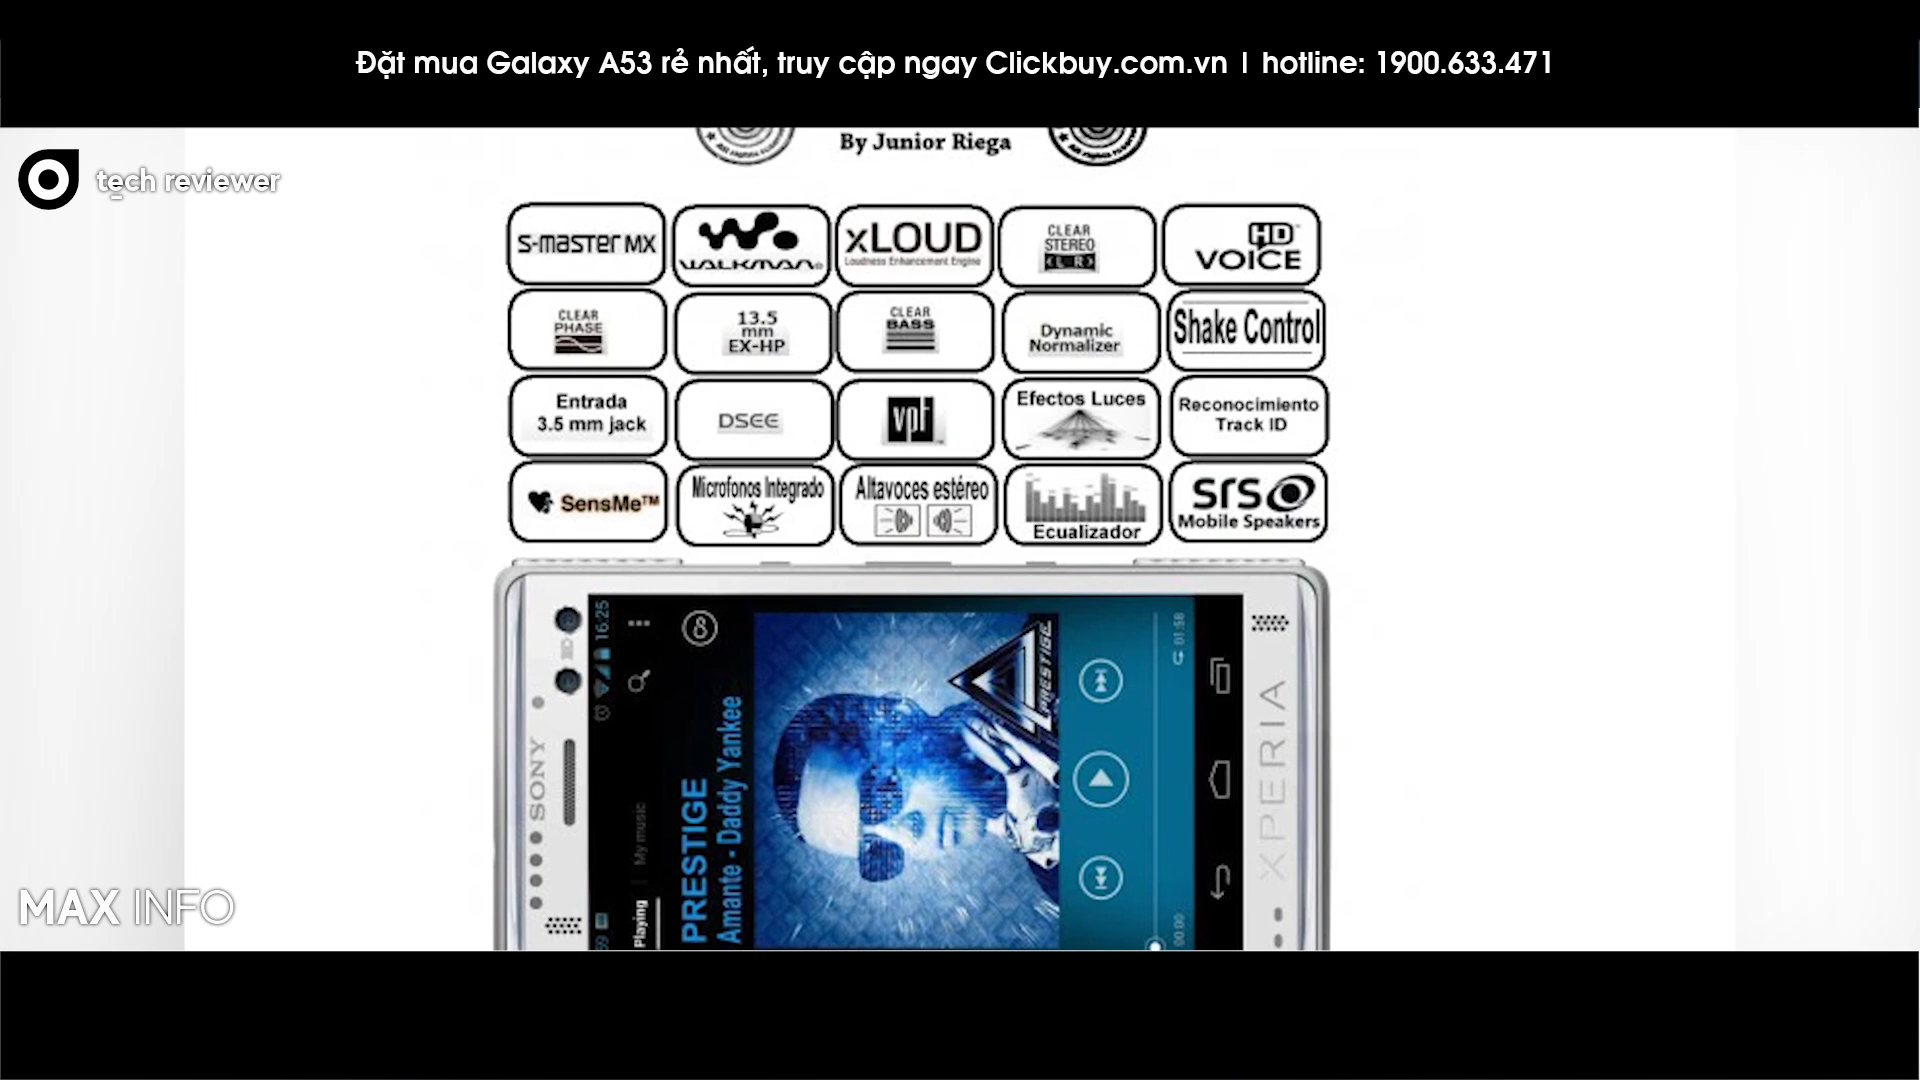 Đặt mua Galaxy A53 rẻ nhất, truy cập ngay Clickbuy.com.vn | hotline: 1900.633.471
By Junior Riega
tech reviewer
S-MASTER MX
WALKMAN
xLOUD
Loudness Enhancement Engine
CLEAR
STEREO
L R
HD
VOICE
CLEAR
PHASE
13.5
mm
EX-HP
CLEAR
BASS
Dynamic
Normalizer
Shake Control
Entrada
3.5 mm jack
DSEE
vpt
Efectos Luces
Reconocimiento
Track ID
SensMe™
Microfonos Integrado
Altavoces estéreo
Ecualizador
SRS
Mobile Speakers
SONY
16:25
Playing
My music
PRESTIGE
Amante - Daddy Yankee
PRESTIGE
01:58
00:00
XPERIA
MAX INFO